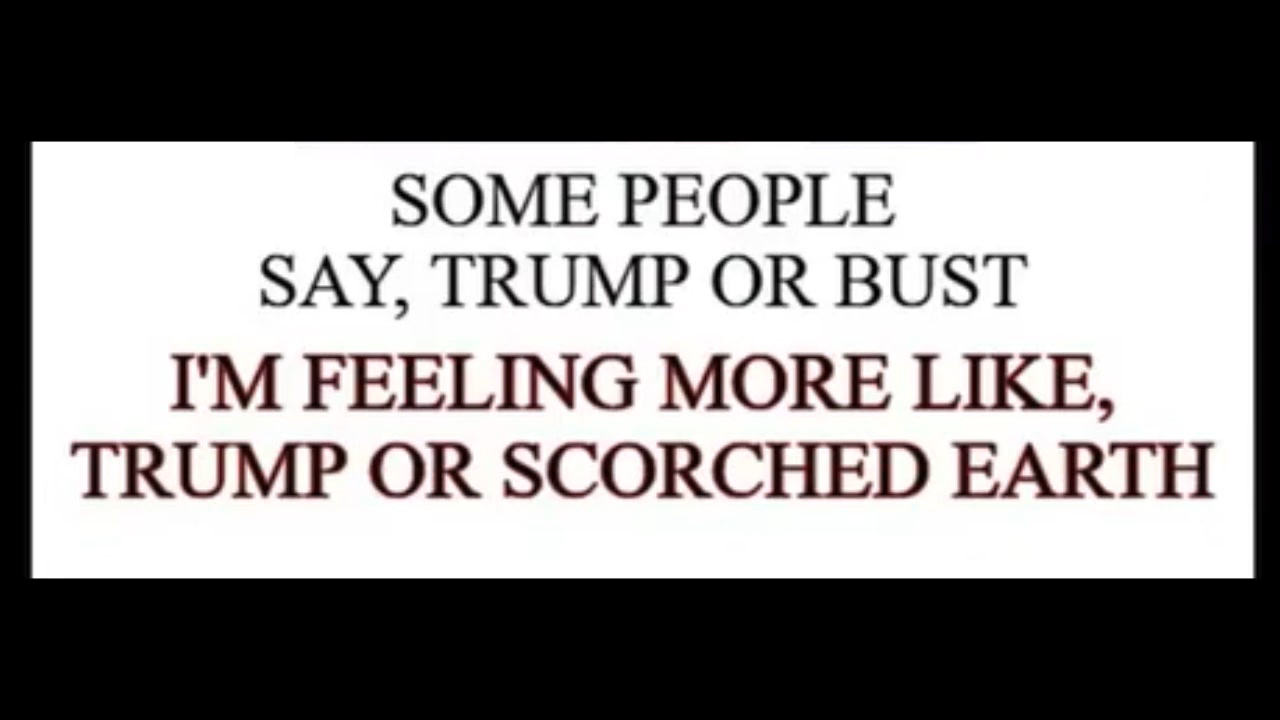 SOME PEOPLE
SAY, TRUMP OR BUST
I'M FEELING MORE LIKE,
TRUMP OR SCORCHED EARTH